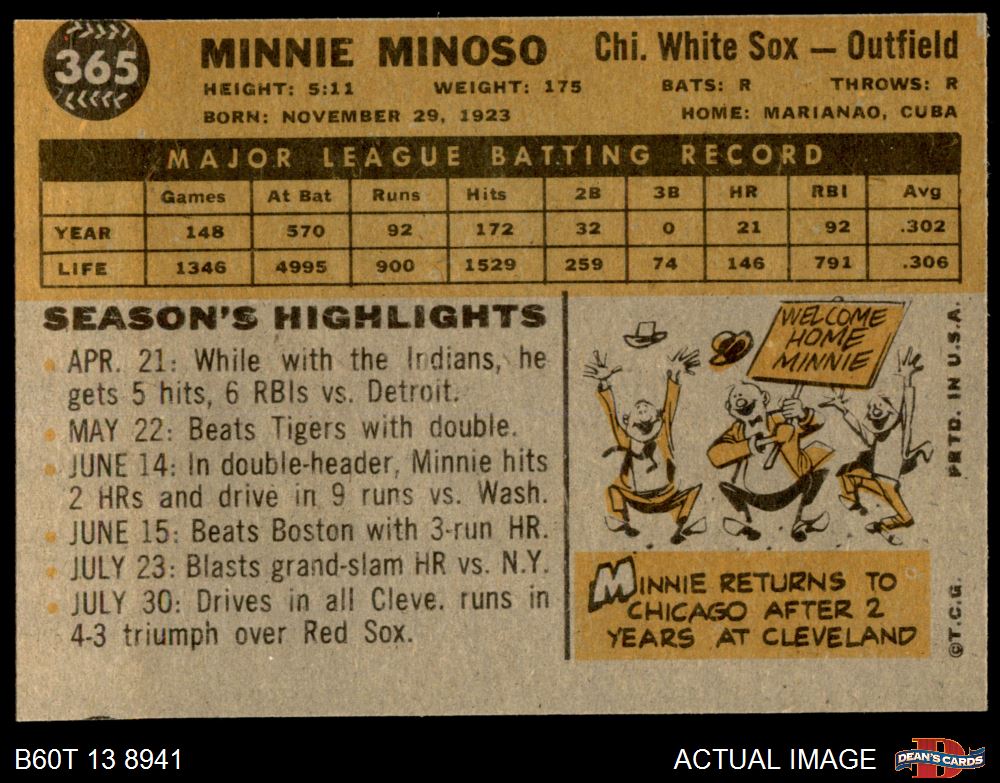 365
MINNIE MINOSO
Chi. White Sox — Outfield
HEIGHT: 5:11 WEIGHT: 175 BATS: R THROWS: R
BORN: NOVEMBER 29, 1923 HOME: MARIANAO, CUBA
MAJOR LEAGUE BATTING RECORD
Games At Bat Runs Hits 2B 3B HR RBI Avg
YEAR 148 570 92 172 32 0 21 92 .302
LIFE 1346 4995 900 1529 259 74 146 791 .306
SEASON'S HIGHLIGHTS
APR. 21: While with the Indians, he
gets 5 hits, 6 RBIs vs. Detroit.
MAY 22: Beats Tigers with double.
JUNE 14: In double-header, Minnie hits
2 HRs and drive in 9 runs vs. Wash.
JUNE 15: Beats Boston with 3-run HR.
JULY 23: Blasts grand-slam HR vs. N.Y.
JULY 30: Drives in all Cleve. runs in
4-3 triumph over Red Sox.
WELCOME
HOME
MINNIE
MINNIE RETURNS TO
CHICAGO AFTER 2
YEARS AT CLEVELAND
©T.C.G. PRTD. IN U.S.A.
B60T 13 8941
ACTUAL IMAGE
D
DEAN'S CARDS